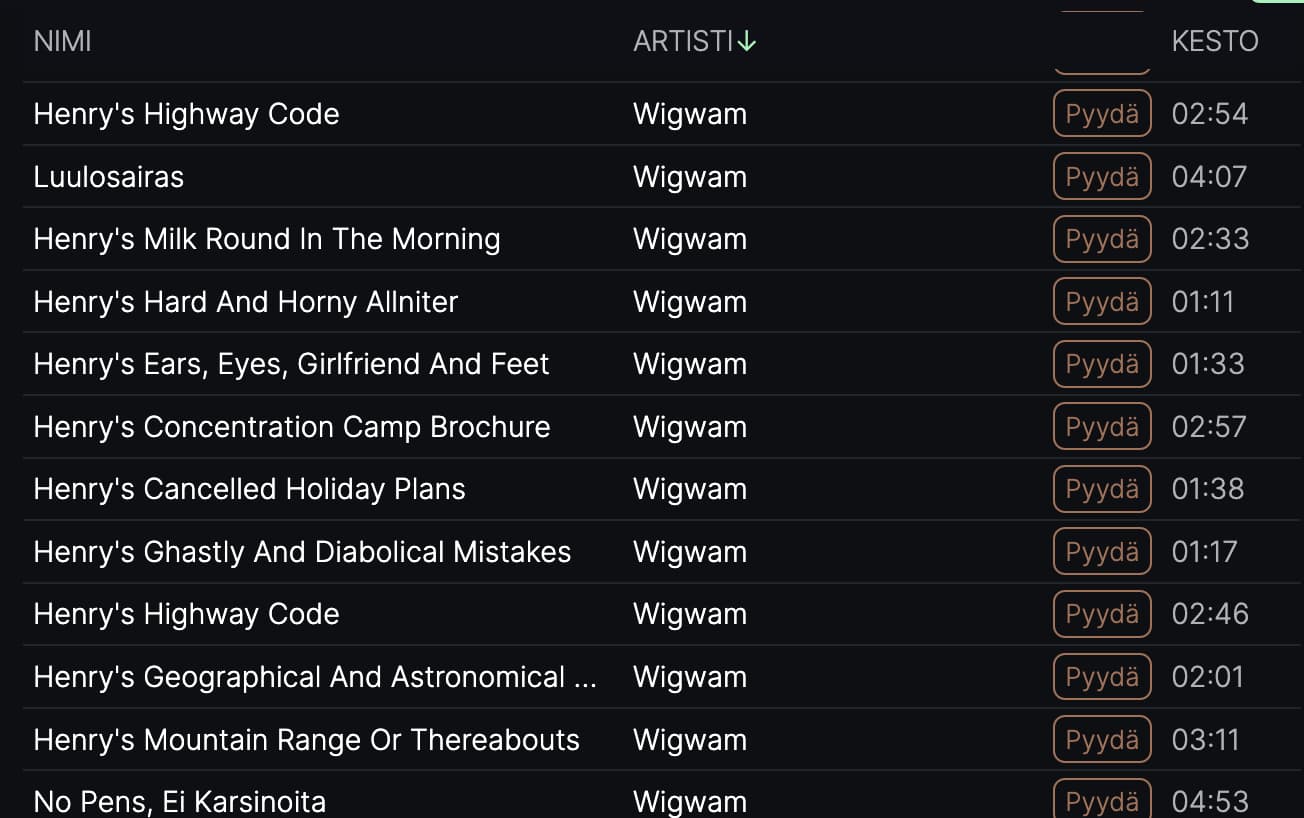 NIMI ARTISTI↓ KESTO
Henry's Highway Code Wigwam Pyydä 02:54
Luulosairas Wigwam Pyydä 04:07
Henry's Milk Round In The Morning Wigwam Pyydä 02:33
Henry's Hard And Horny Allniter Wigwam Pyydä 01:11
Henry's Ears, Eyes, Girlfriend And Feet Wigwam Pyydä 01:33
Henry's Concentration Camp Brochure Wigwam Pyydä 02:57
Henry's Cancelled Holiday Plans Wigwam Pyydä 01:38
Henry's Ghastly And Diabolical Mistakes Wigwam Pyydä 01:17
Henry's Highway Code Wigwam Pyydä 02:46
Henry's Geographical And Astronomical ... Wigwam Pyydä 02:01
Henry's Mountain Range Or Thereabouts Wigwam Pyydä 03:11
No Pens, Ei Karsinoita Wigwam Pyydä 04:53